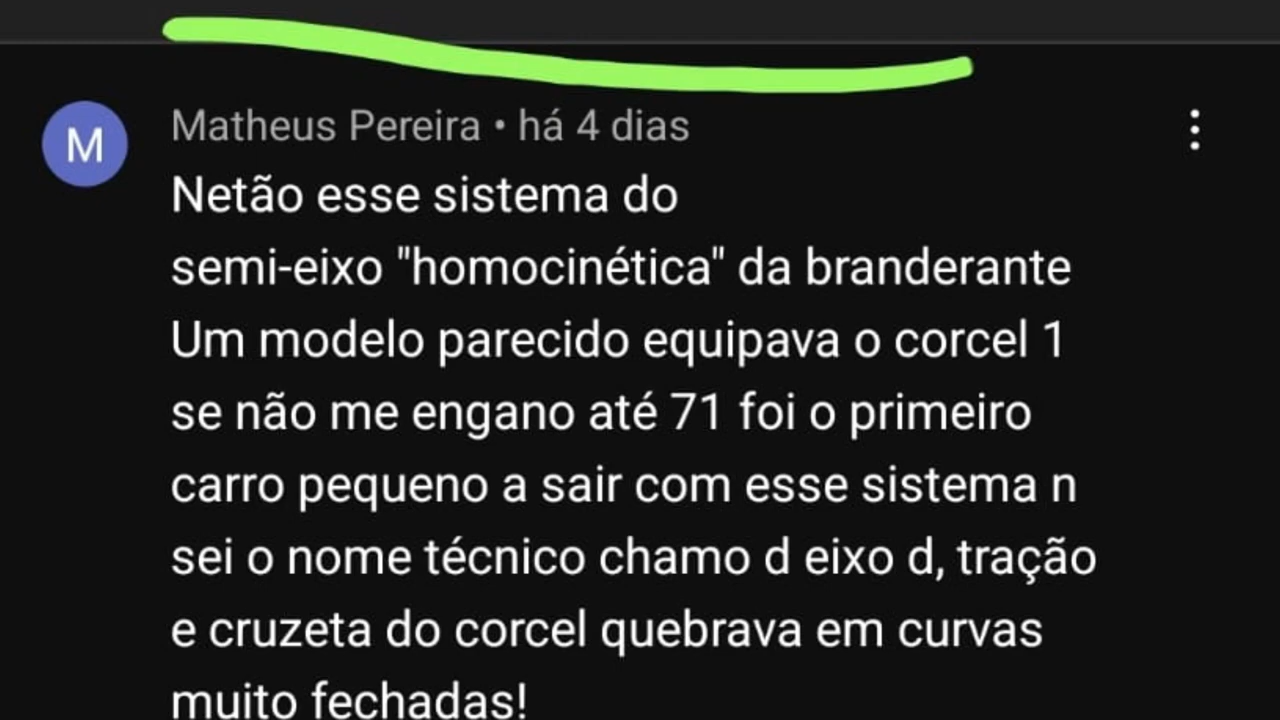 M
Matheus Pereira • há 4 dias
Netão esse sistema do
semi-eixo "homocinética" da branderante
Um modelo parecido equipava o corcel 1
se não me engano até 71 foi o primeiro
carro pequeno a sair com esse sistema n
sei o nome técnico chamo d eixo d, tração
e cruzeta do corcel quebrava em curvas
muito fechadas!